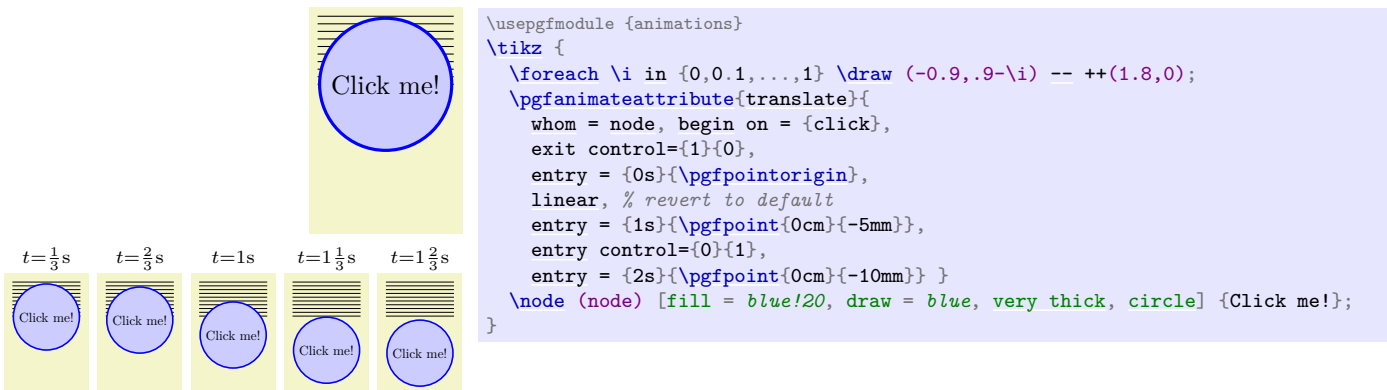 Click me!
t=1/3s t=2/3s t=1s t=1 1/3s t=1 2/3s
Click me! Click me! Click me! Click me! Click me!
\usepgfmodule {animations}
\tikz {
  \foreach \i in {0,0.1,...,1} \draw (-0.9,.9-\i) -- ++(1.8,0);
  \pgfanimateattribute{translate}{
    whom = node, begin on = {click},
    exit control={1}{0},
    entry = {0s}{\pgfpointorigin},
    linear, % revert to default
    entry = {1s}{\pgfpoint{0cm}{-5mm}},
    entry control={0}{1},
    entry = {2s}{\pgfpoint{0cm}{-10mm}} }
  \node (node) [fill = blue!20, draw = blue, very thick, circle] {Click me!};
}